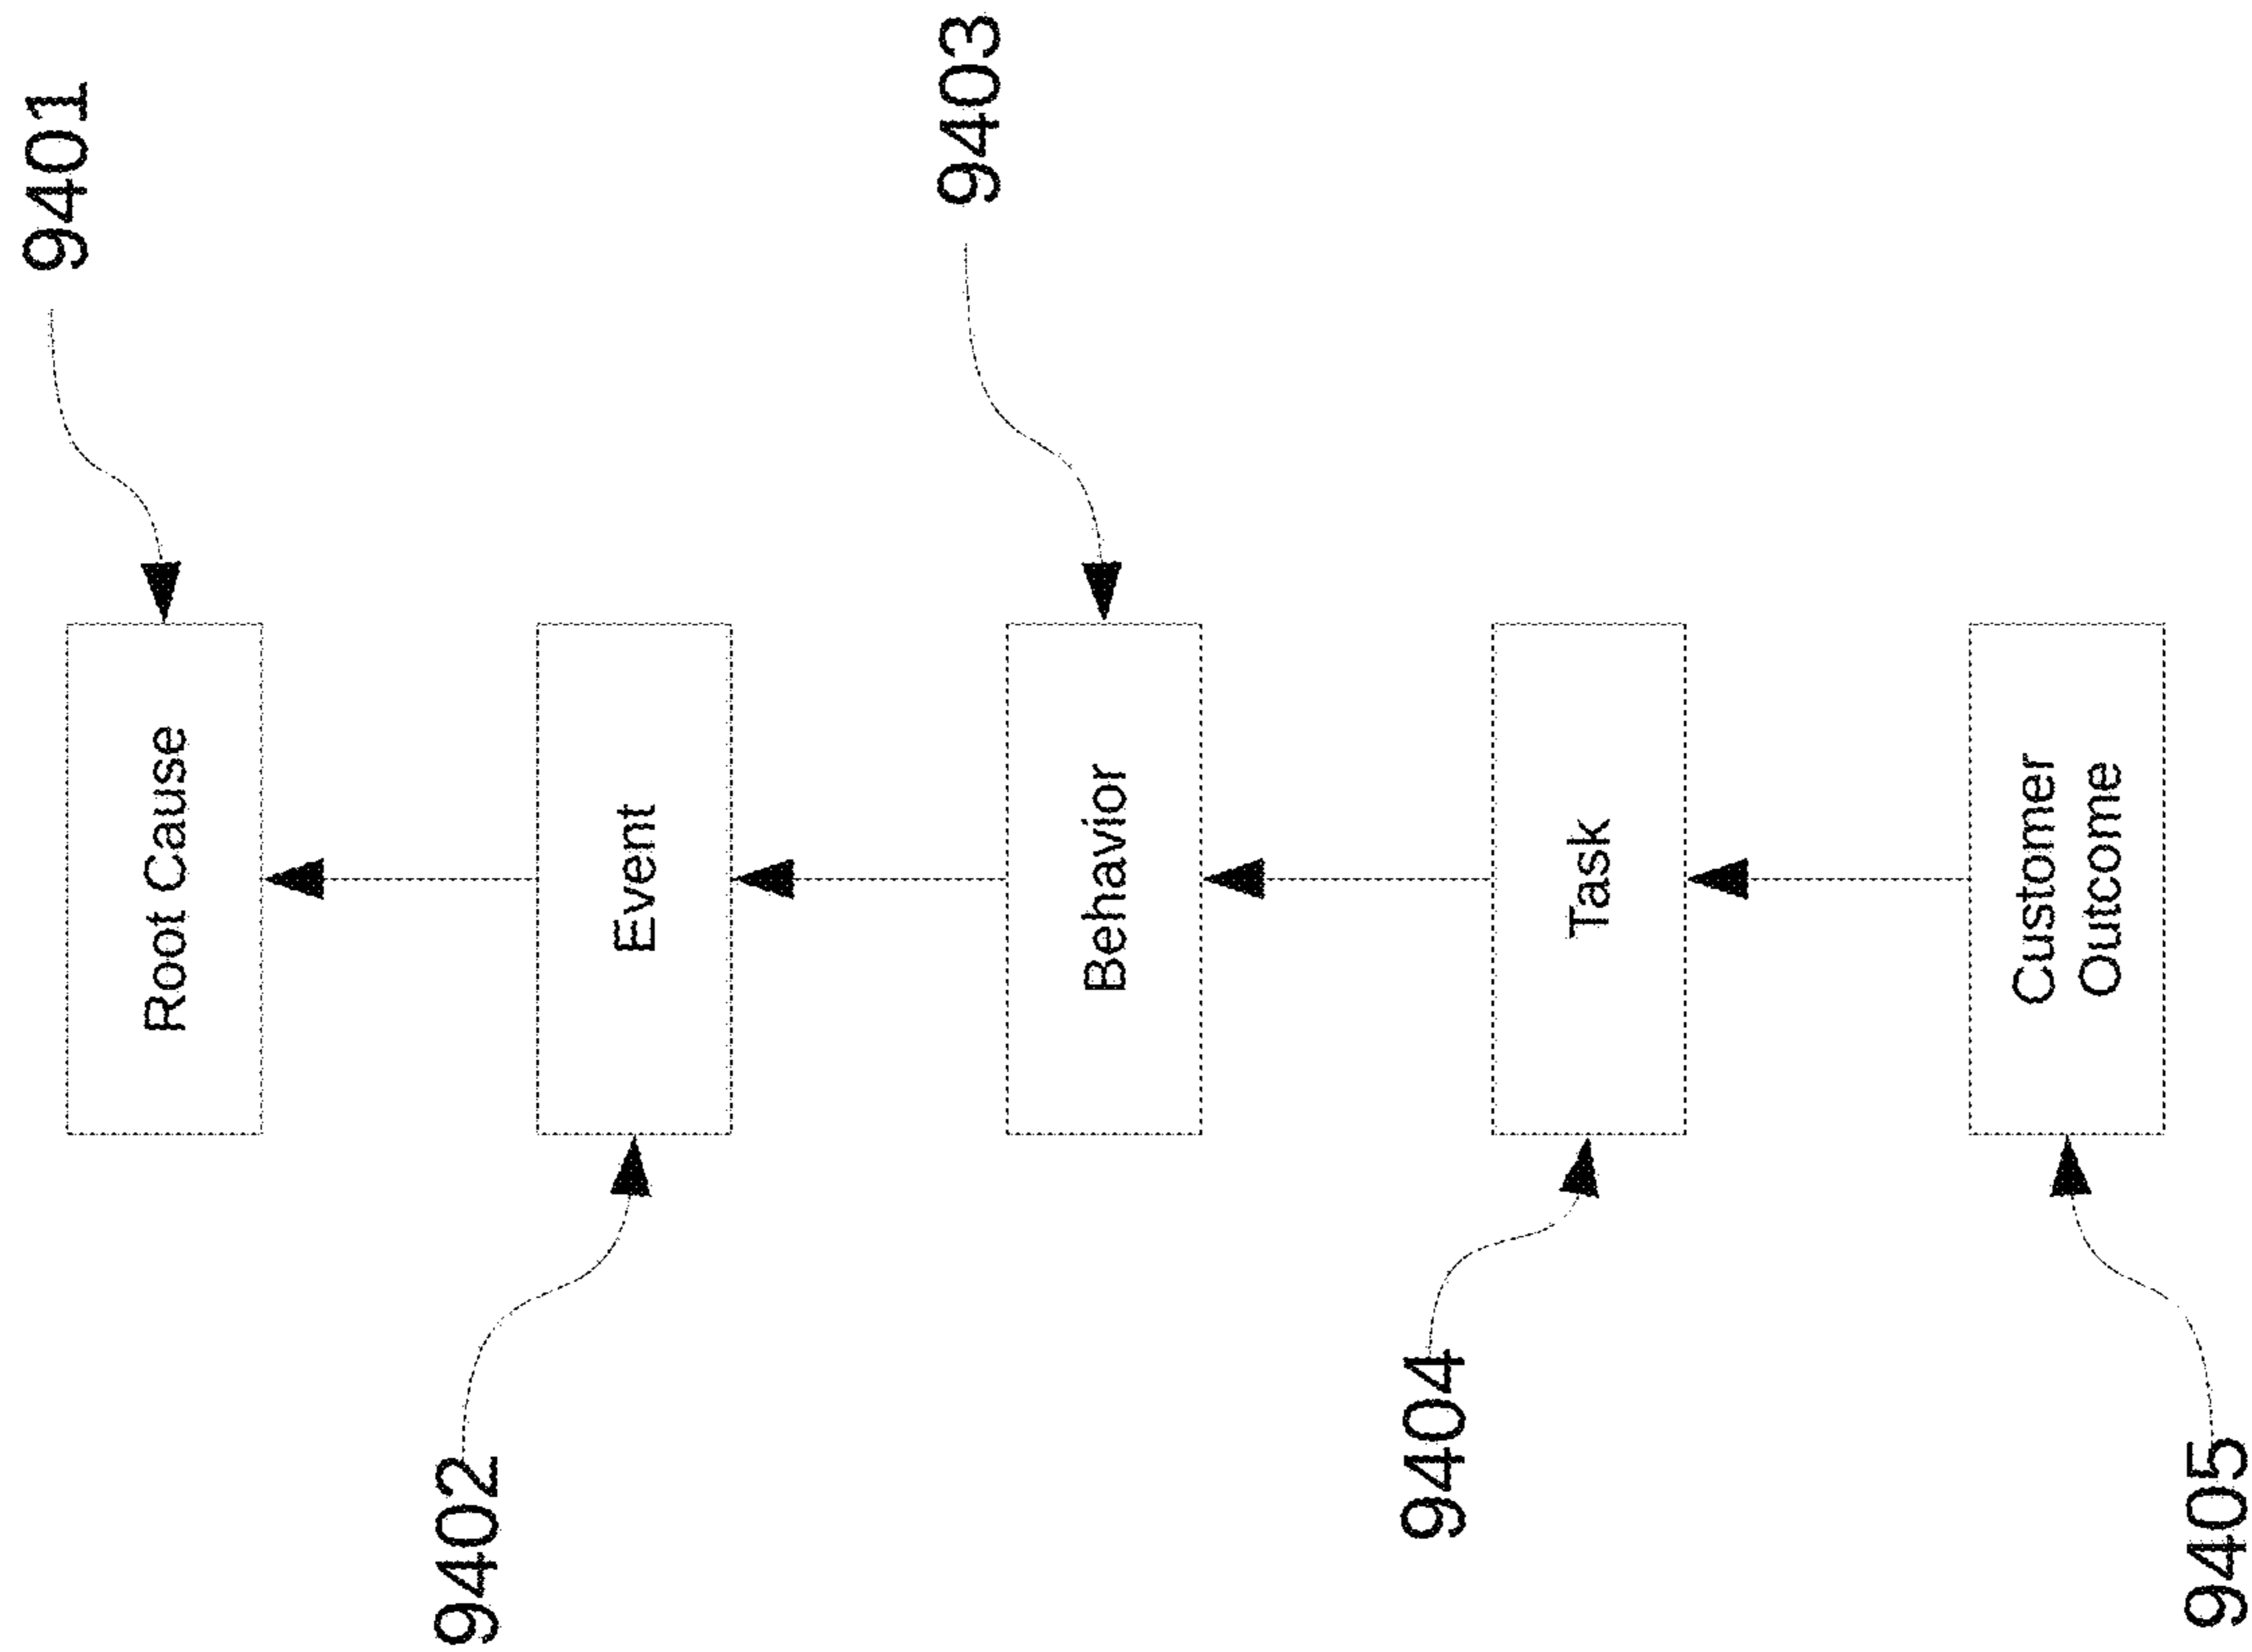 9401
Root Cause
9402
Event
9403
Behavior
9404
Task
9405
Customer
Outcome